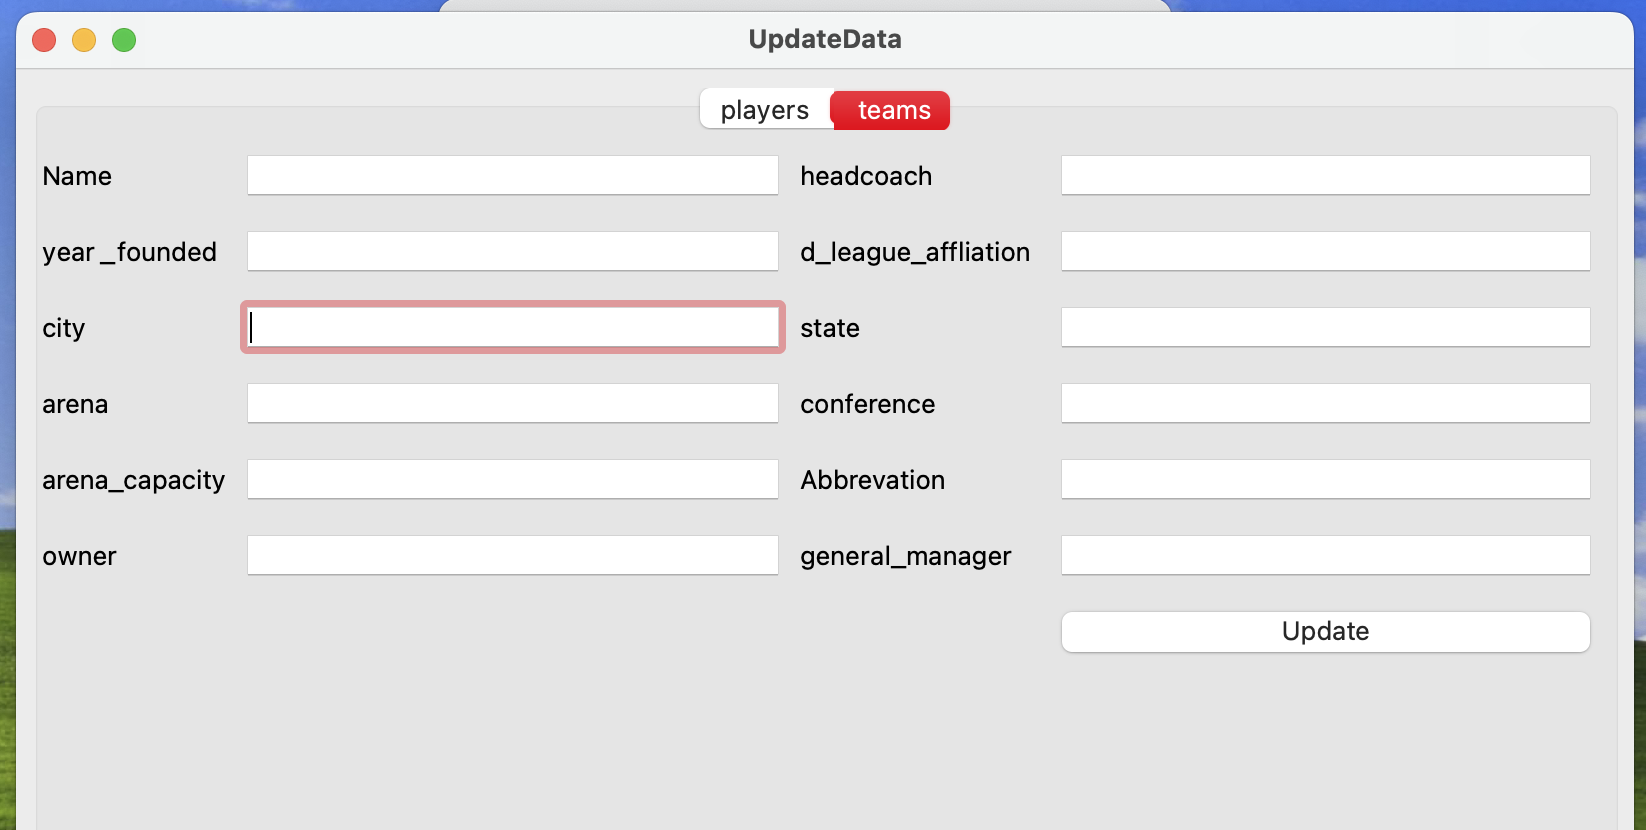 UpdateData
players teams
Name headcoach
year _founded d_league_affliation
city state
arena conference
arena_capacity Abbrevation
owner general_manager
Update